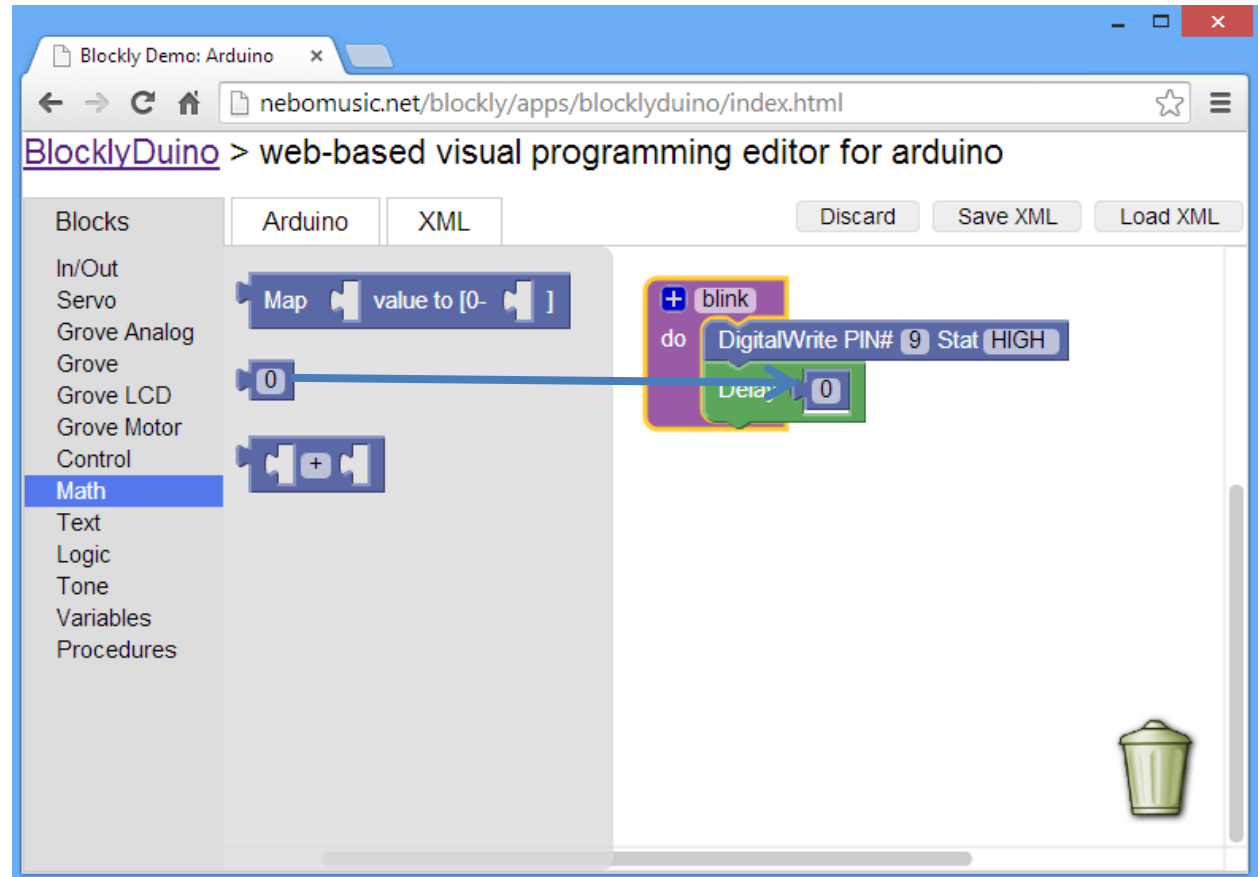 Blockly Demo: Arduino
nebomusic.net/blockly/apps/blocklyduino/index.html
BlocklyDuino > web-based visual programming editor for arduino
Blocks
Arduino
XML
Discard
Save XML
Load XML
In/Out
Servo
Grove Analog
Grove
Grove LCD
Grove Motor
Control
Math
Text
Logic
Tone
Variables
Procedures
Map value to [0- ]
0
+
+ blink
do
DigitalWrite PIN# 9 Stat HIGH
Delay 0